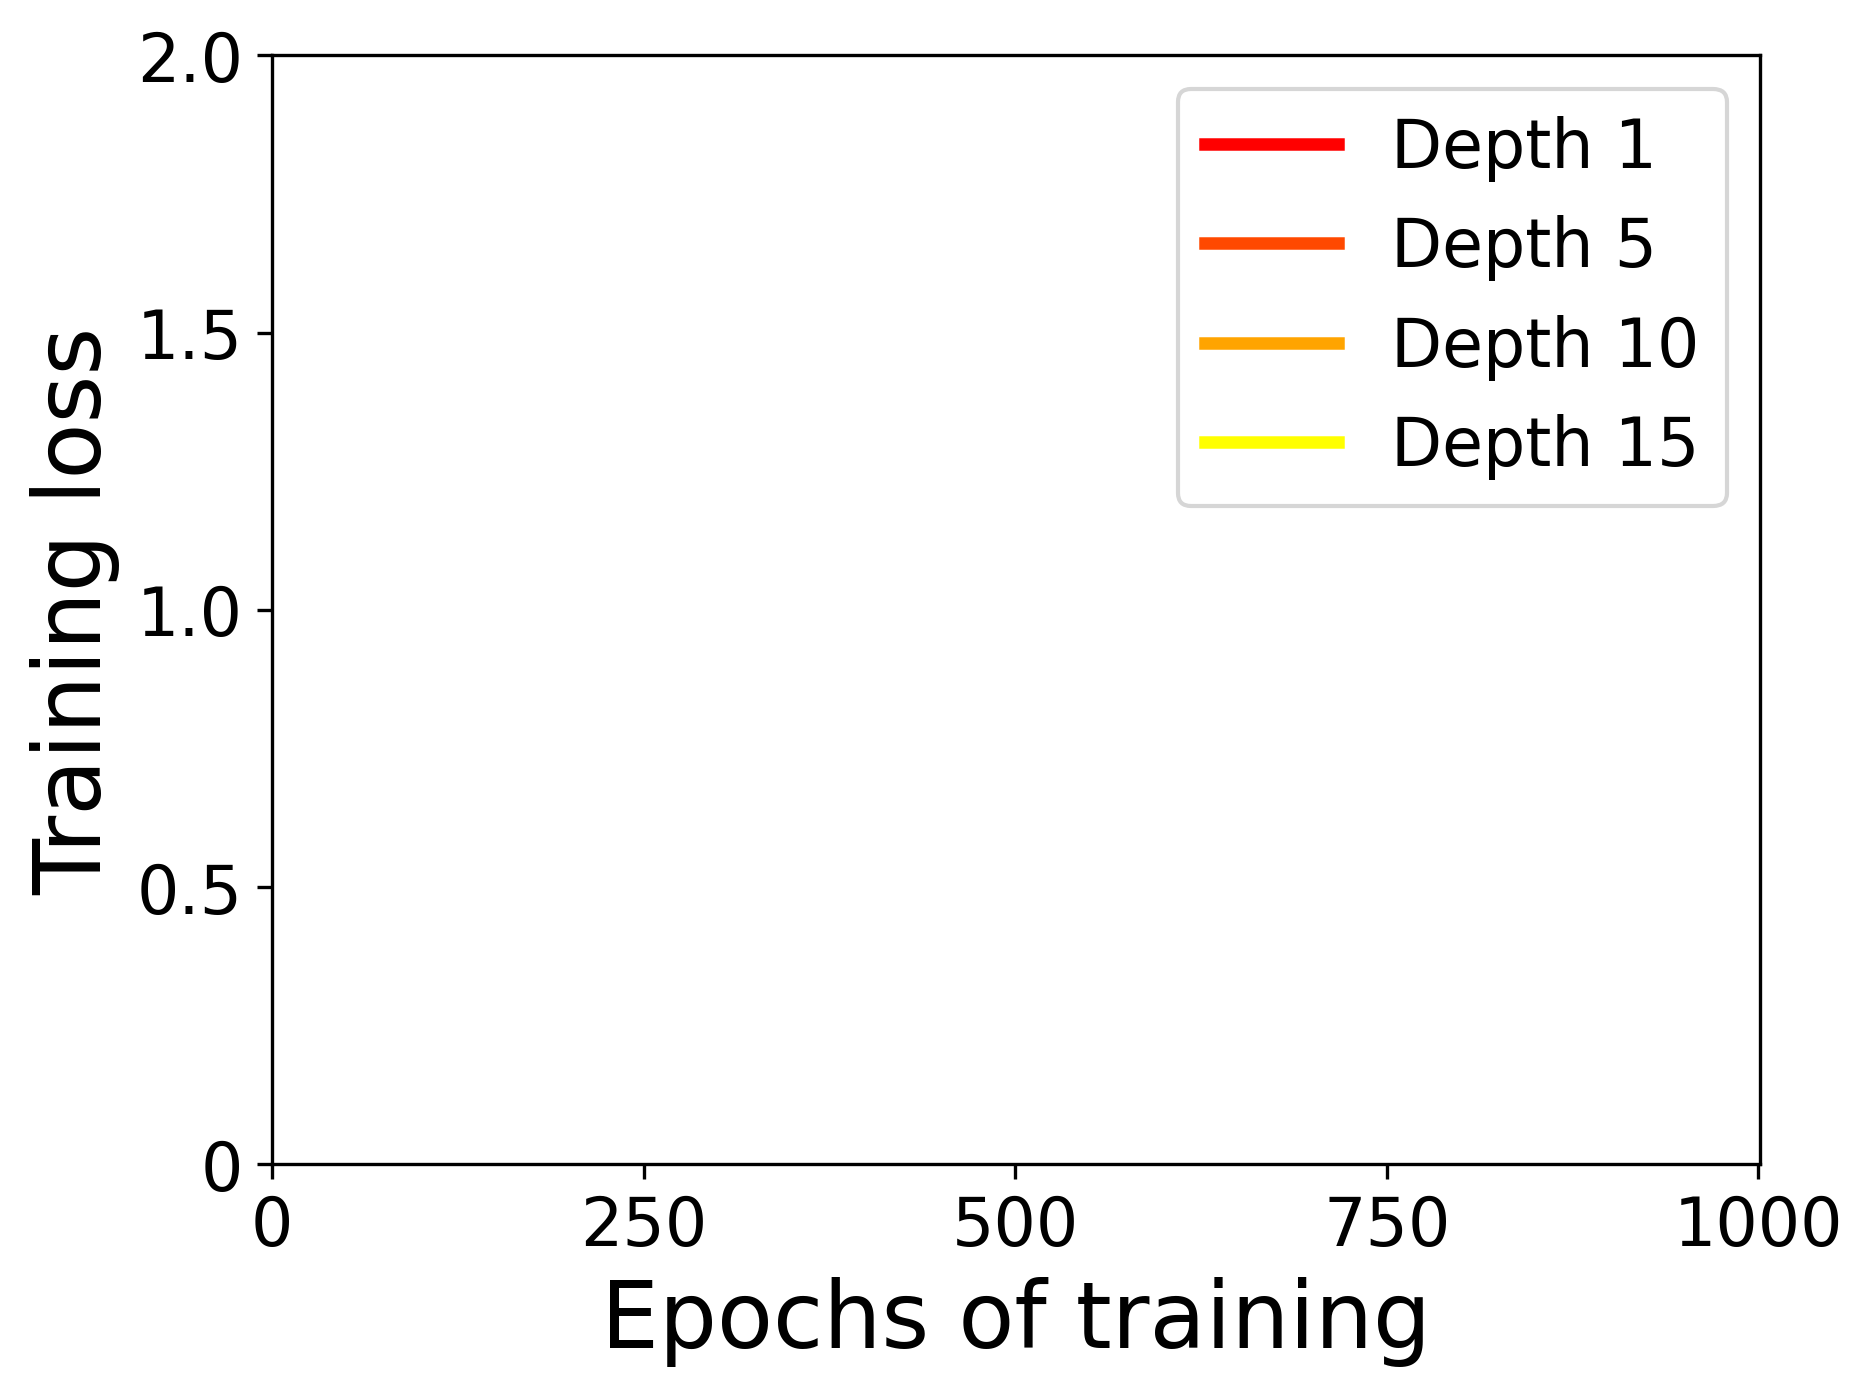 2.0
1.5
1.0
0.5
0
Training loss
Depth 1
Depth 5
Depth 10
Depth 15
0 250 500 750 1000
Epochs of training